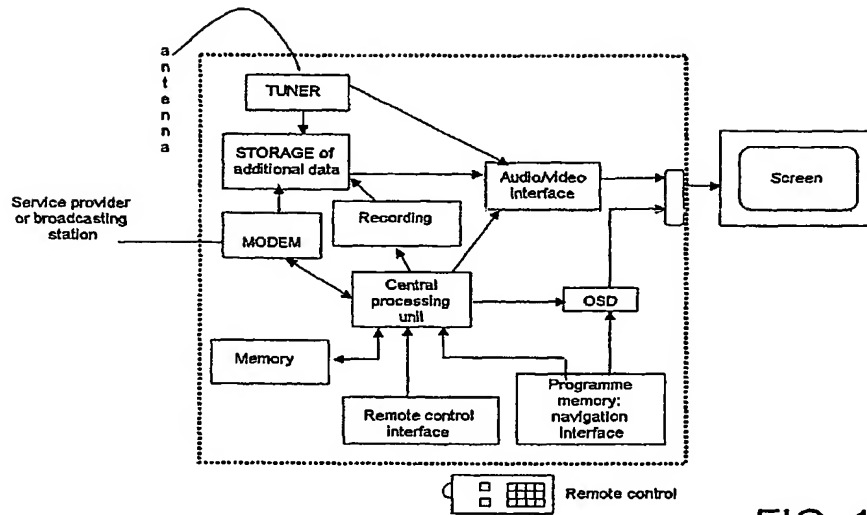 antenna
TUNER
STORAGE of
additional data
Audio/video
interface
Screen
Service provider
or broadcasting
station
Recording
MODEM
Central
processing
unit
OSD
Memory
Programme
memory:
navigation
interface
Remote control
interface
Remote control